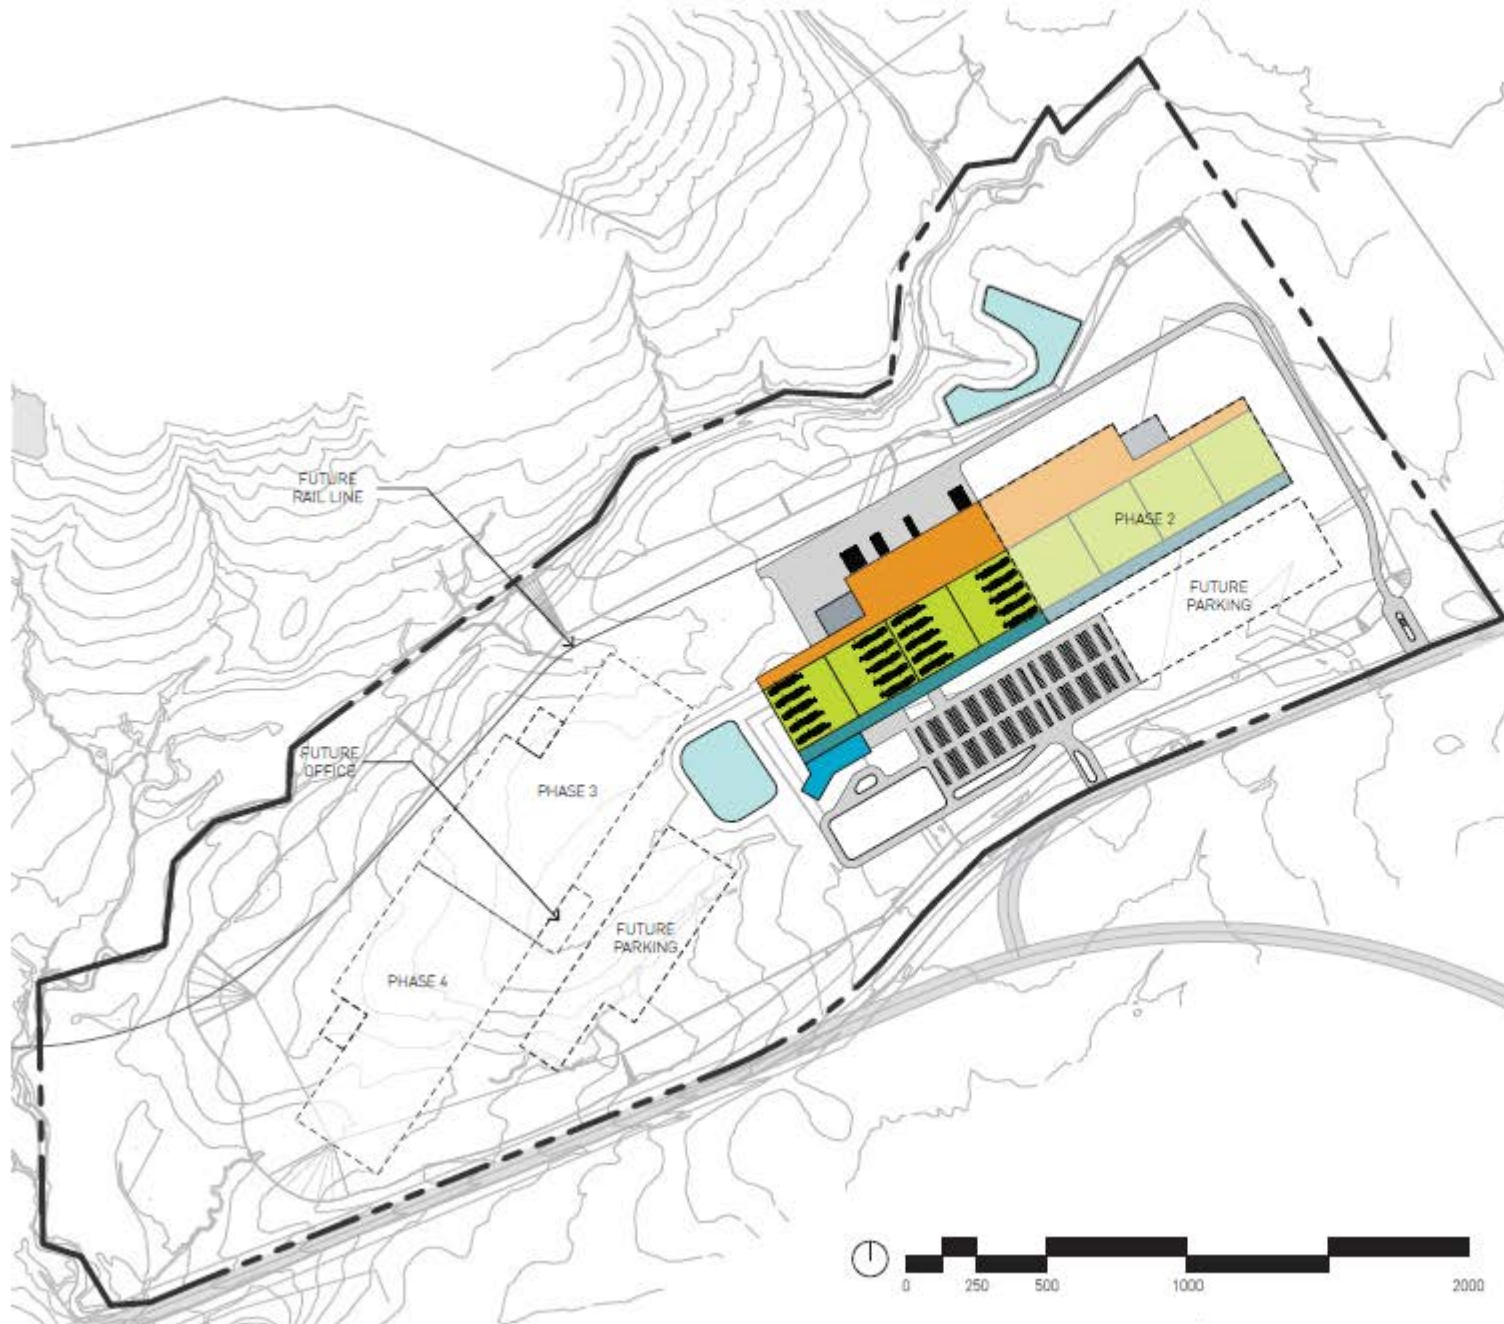 FUTURE
RAIL LINE
PHASE 2
FUTURE
PARKING
FUTURE
OFFICE
PHASE 3
FUTURE
PARKING
PHASE 4
0 250 500 1000 2000